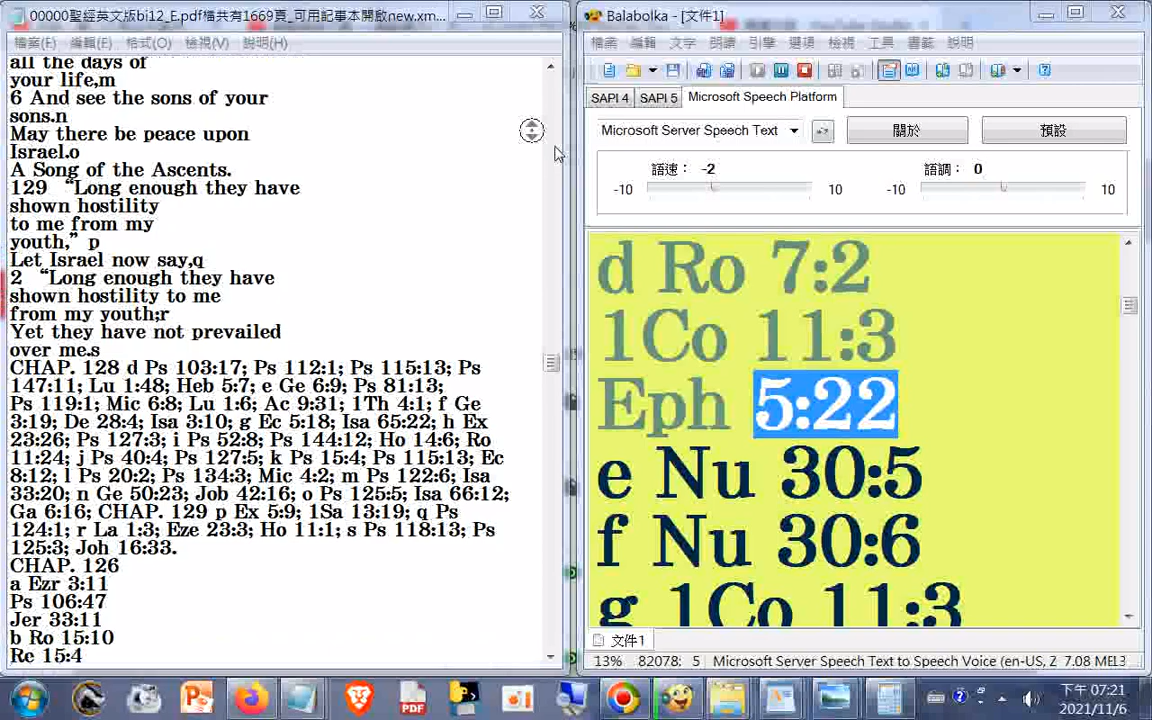 00000聖經英文版bi12_E.pdf檔共有1669頁_可用記事本開啟new.xm...
檔案(F) 編輯(E) 格式(O) 檢視(V) 說明(H)
all the days of
your life,m
6 And see the sons of your
sons.n
May there be peace upon
Israel.o
A Song of the Ascents.
129 “Long enough they have
shown hostility
to me from my
youth,” p
Let Israel now say,q
2 “Long enough they have
shown hostility to me
from my youth;r
Yet they have not prevailed
over me.s
CHAP. 128 d Ps 103:17; Ps 112:1; Ps 115:13; Ps
147:11; Lu 1:48; Heb 5:7; e Ge 6:9; Ps 81:13;
Ps 119:1; Mic 6:8; Lu 1:6; Ac 9:31; 1Th 4:1; f Ge
3:19; De 28:4; Isa 3:10; g Ec 5:18; Isa 65:22; h Ex
23:26; Ps 127:3; i Ps 52:8; Ps 144:12; Ho 14:6; Ro
11:24; j Ps 40:4; Ps 127:5; k Ps 15:4; Ps 115:13; Ec
8:12; l Ps 20:2; Ps 134:3; Mic 4:2; m Ps 122:6; Isa
33:20; n Ge 50:23; Job 42:16; o Ps 125:5; Isa 66:12;
Ga 6:16; CHAP. 129 p Ex 5:9; 1Sa 13:19; q Ps
124:1; r La 1:3; Eze 23:3; Ho 11:1; s Ps 118:13; Ps
125:3; Joh 16:33.
CHAP. 126
a Ezr 3:11
Ps 106:47
Jer 33:11
b Ro 15:10
Re 15:4
Balabolka - [文件1]
檔案 編輯 文字 朗讀 引擎 選項 檢視 工具 書籤 說明
SAPI 4 SAPI 5 Microsoft Speech Platform
Microsoft Server Speech Text 關於 預設
語速: -2 語調: 0
-10 10 -10 10
d Ro 7:2
1Co 11:3
Eph 5:22
e Nu 30:5
f Nu 30:6
g 1Co 11:3
文件1
13% 82078: 5 Microsoft Server Speech Text to Speech Voice (en-US, Z 7.08 ME
下午 07:21
2021/11/6